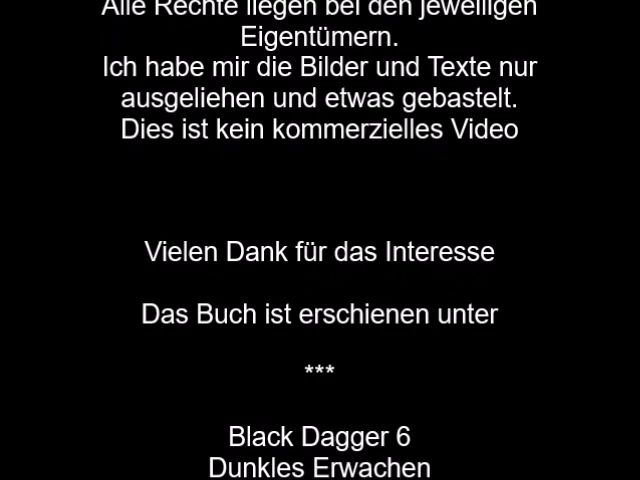 Alle Rechte liegen bei den jeweiligen
Eigentümern.
Ich habe mir die Bilder und Texte nur
ausgeliehen und etwas gebastelt.
Dies ist kein kommerzielles Video
Vielen Dank für das Interesse
Das Buch ist erschienen unter
***
Black Dagger 6
Dunkles Erwachen